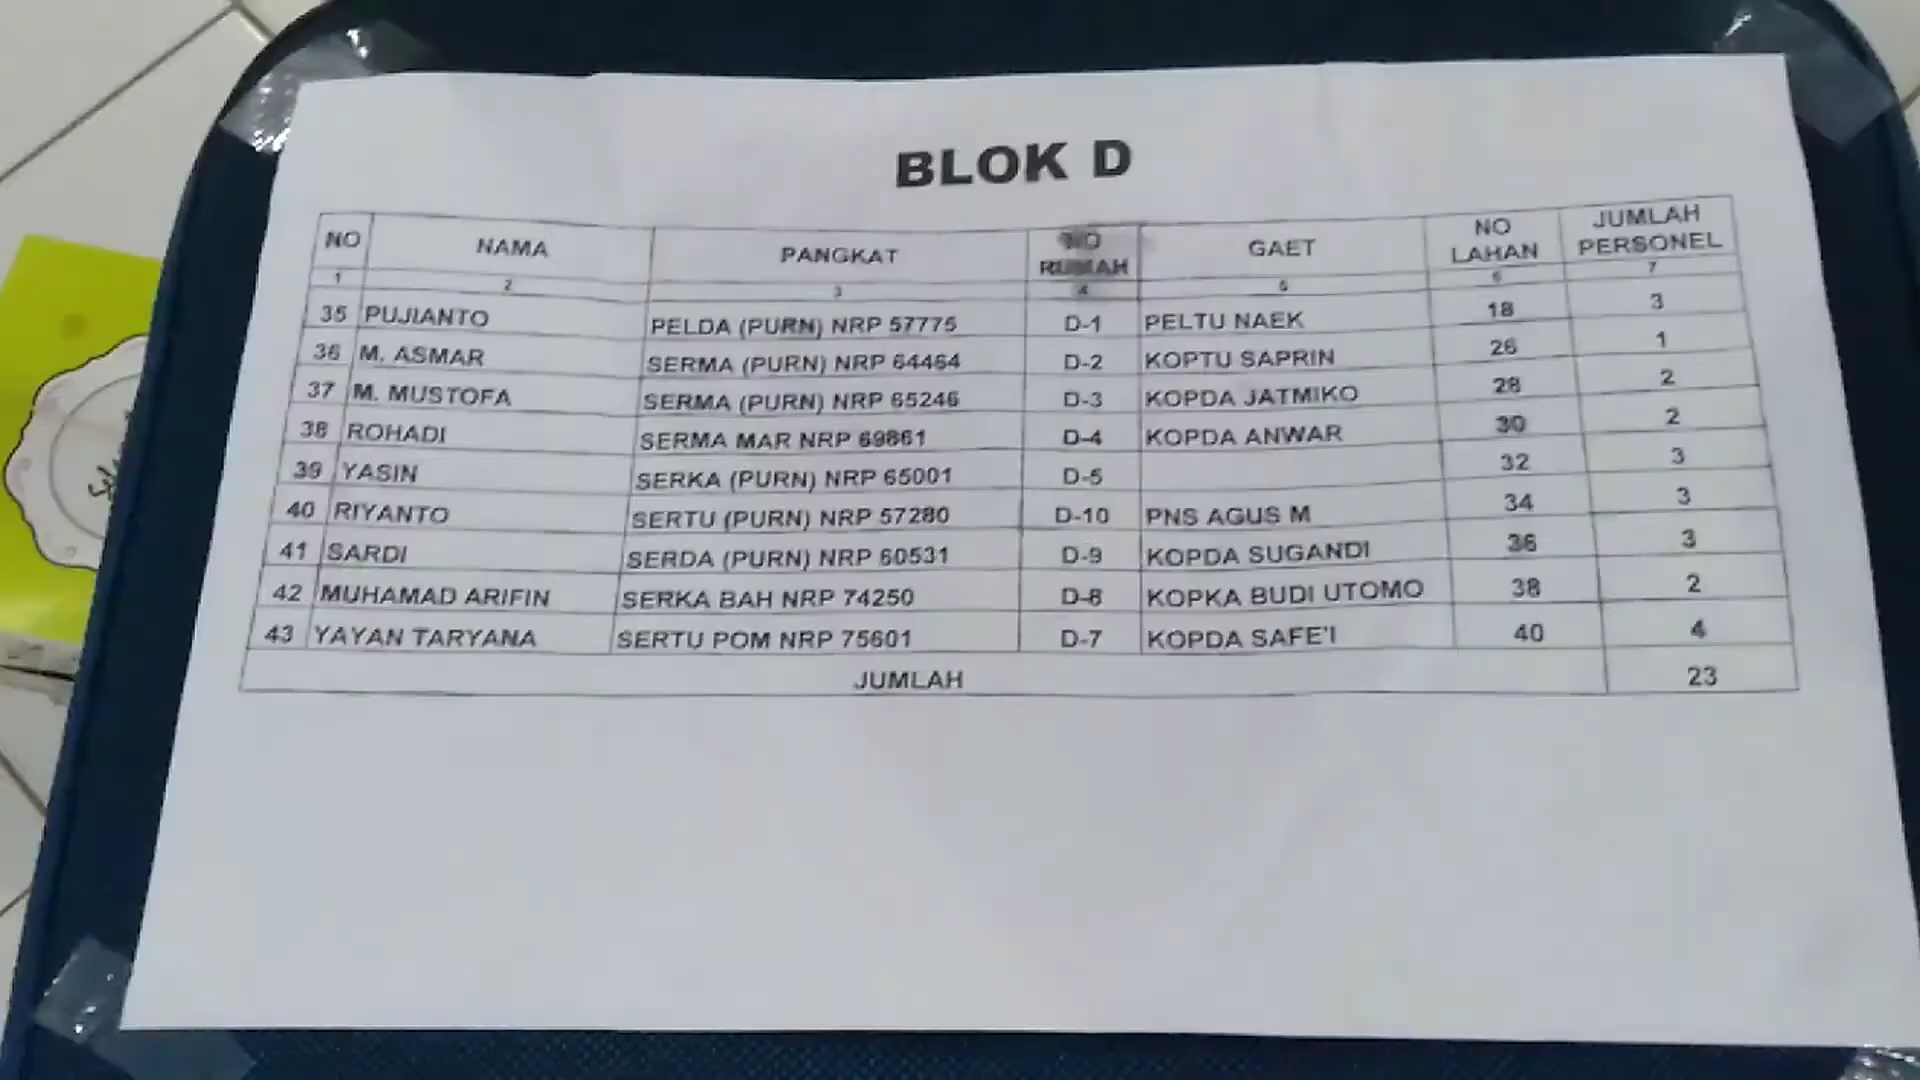 BLOK D
NO NAMA PANGKAT NO RUMAH GAET NO LAHAN JUMLAH PERSONEL
1 2 3 4 5 6 7
35 PUJIANTO PELDA (PURN) NRP 57775 D-1 PELTU NAEK 18 3
36 M. ASMAR SERMA (PURN) NRP 64464 D-2 KOPTU SAPRIN 26 1
37 M. MUSTOFA SERMA (PURN) NRP 65246 D-3 KOPDA JATMIKO 28 2
38 ROHADI SERMA MAR NRP 69861 D-4 KOPDA ANWAR 30 2
39 YASIN SERKA (PURN) NRP 65001 D-5 32 3
40 RIYANTO SERTU (PURN) NRP 57280 D-10 PNS AGUS M 34 3
41 SARDI SERDA (PURN) NRP 60531 D-9 KOPDA SUGANDI 36 3
42 MUHAMAD ARIFIN SERKA BAH NRP 74250 D-8 KOPKA BUDI UTOMO 38 2
43 YAYAN TARYANA SERTU POM NRP 75601 D-7 KOPDA SAFE'I 40 4
JUMLAH 23